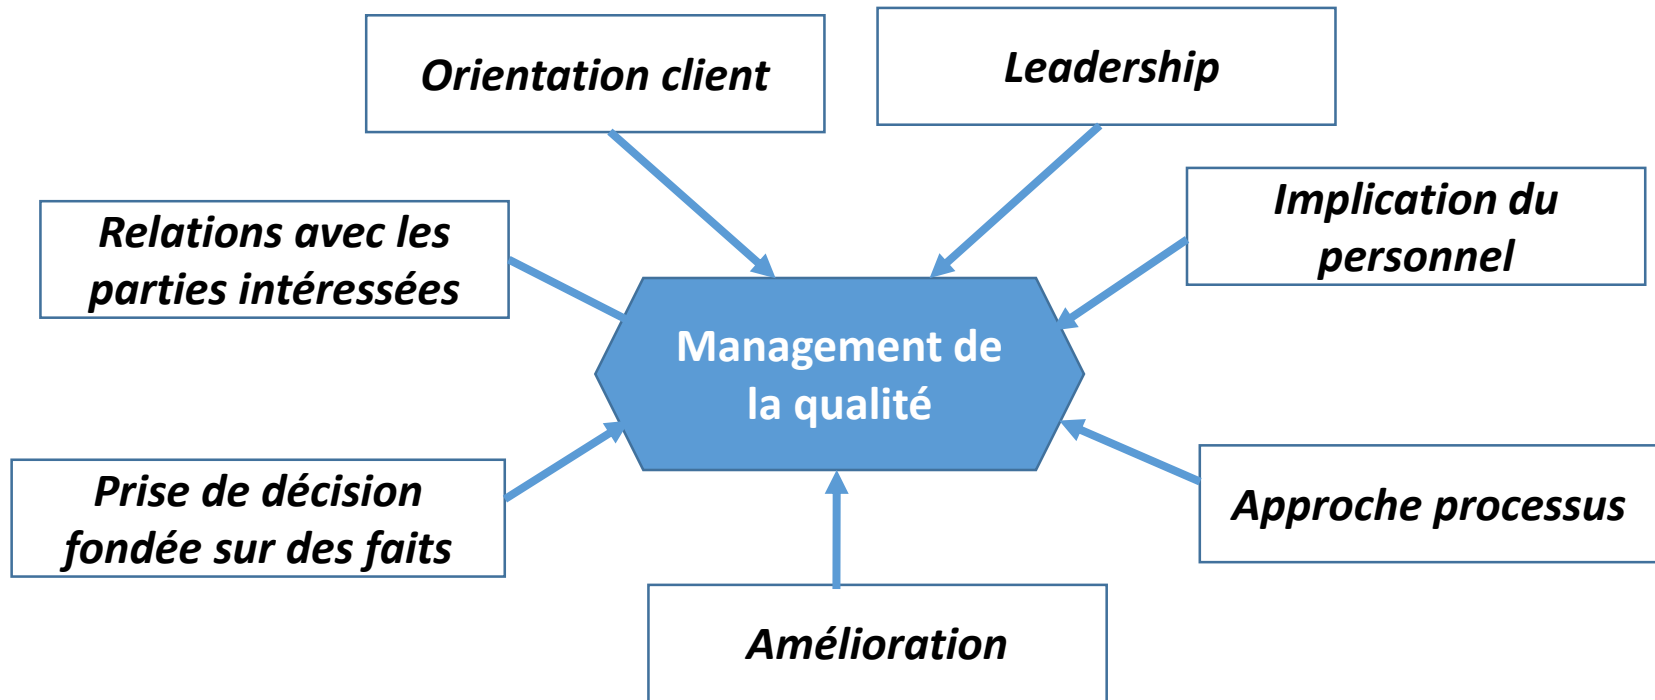 Orientation client
Leadership
Relations avec les
parties intéressées
Implication du
personnel
Management de
la qualité
Prise de décision
fondée sur des faits
Approche processus
Amélioration